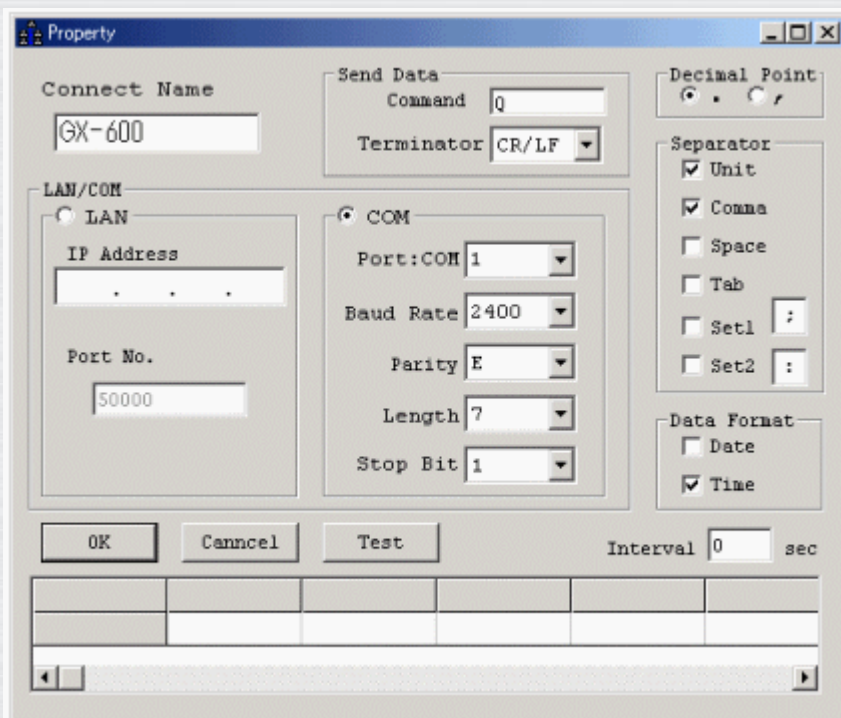 Property
Connect Name
GX-600
Send Data
Command Q
Terminator CR/LF
Decimal Point
. ,
Separator
Unit
Comma
Space
Tab
Set1 ;
Set2 :
LAN/COM
LAN
IP Address
. . .
Port No.
50000
COM
Port:COM 1
Baud Rate 2400
Parity E
Length 7
Stop Bit 1
Data Format
Date
Time
OK Canncel Test
Interval 0 sec